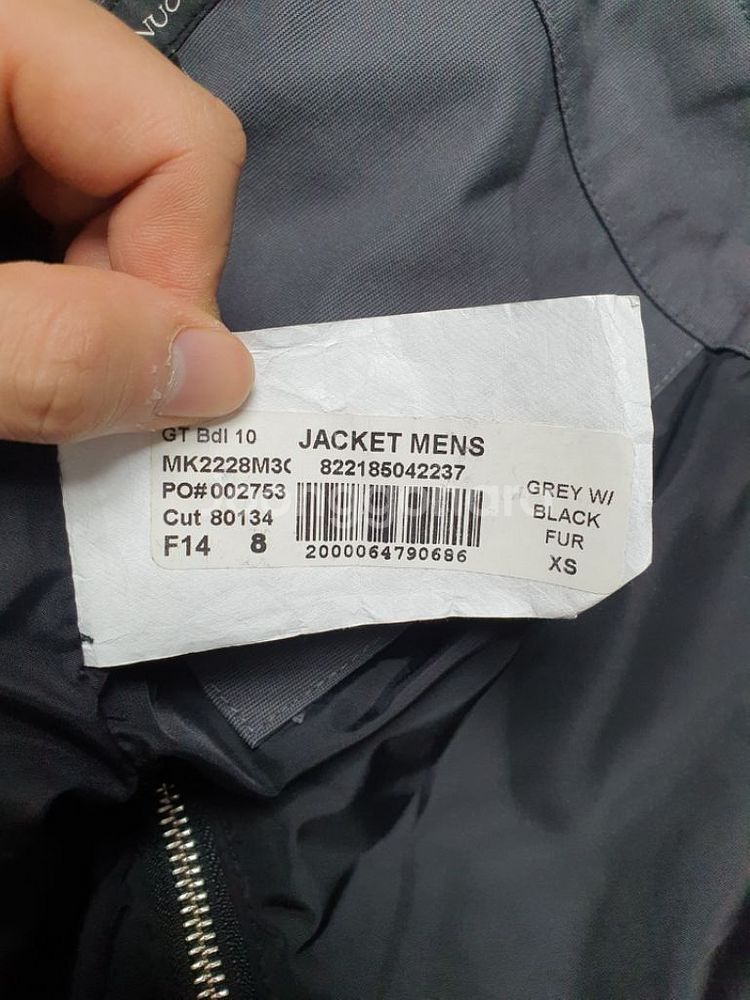 GT Bdl 10
JACKET MENS
MK2228M3
822185042237
PO#002753
Cut 80134
F14 8
2000064790686
GREY W/
BLACK
FUR
XS